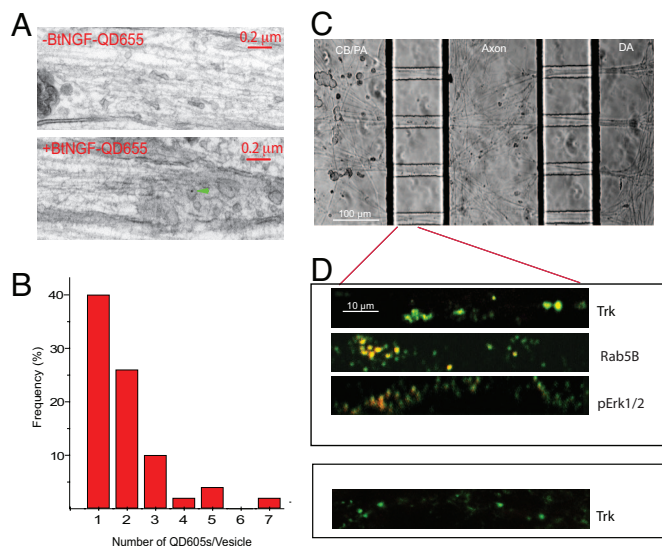 A
-BtNGF-QD655
0.2 µm
+BtNGF-QD655
0.2 µm
B
40
30
20
10
Frequency (%)
1 2 3 4 5 6 7
Number of QD605s/Vesicle
C
CB/PA
Axon
DA
100 µm
D
10 µm
Trk
Rab5B
pErk1/2
Trk